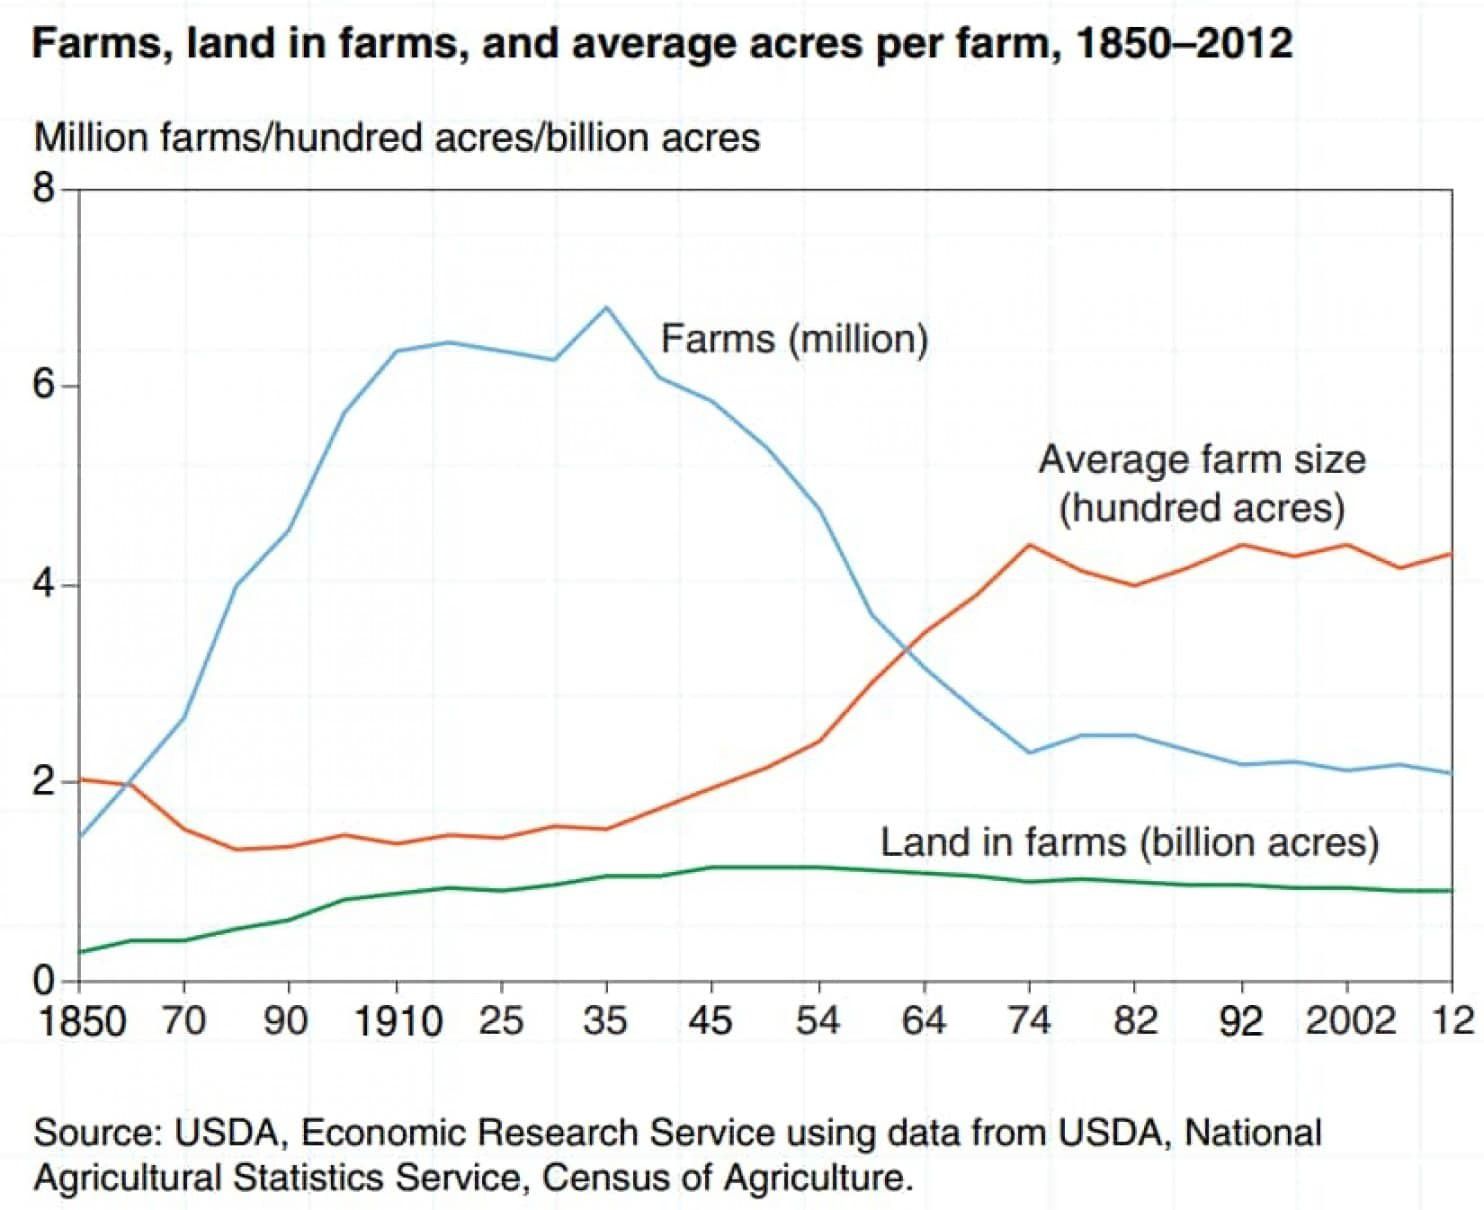 Farms, land in farms, and average acres per farm, 1850–2012
Million farms/hundred acres/billion acres
8
Farms (million)
6
Average farm size
(hundred acres)
4
2
Land in farms (billion acres)
0
1850 70 90 1910 25 35 45 54 64 74 82 92 2002 12
Source: USDA, Economic Research Service using data from USDA, National
Agricultural Statistics Service, Census of Agriculture.